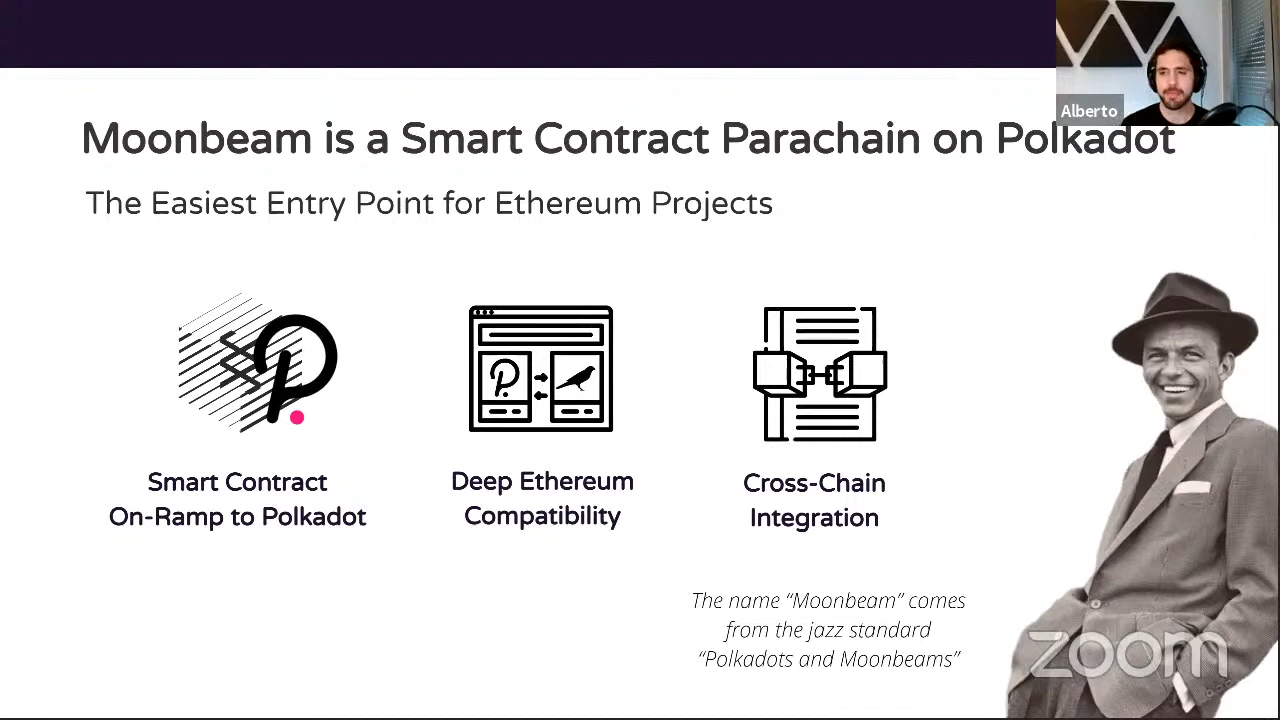 Alberto
Moonbeam is a Smart Contract Parachain on Polkadot
The Easiest Entry Point for Ethereum Projects
Smart Contract
On-Ramp to Polkadot
Deep Ethereum
Compatibility
Cross-Chain
Integration
The name “Moonbeam” comes
from the jazz standard
“Polkadots and Moonbeams”
zoom